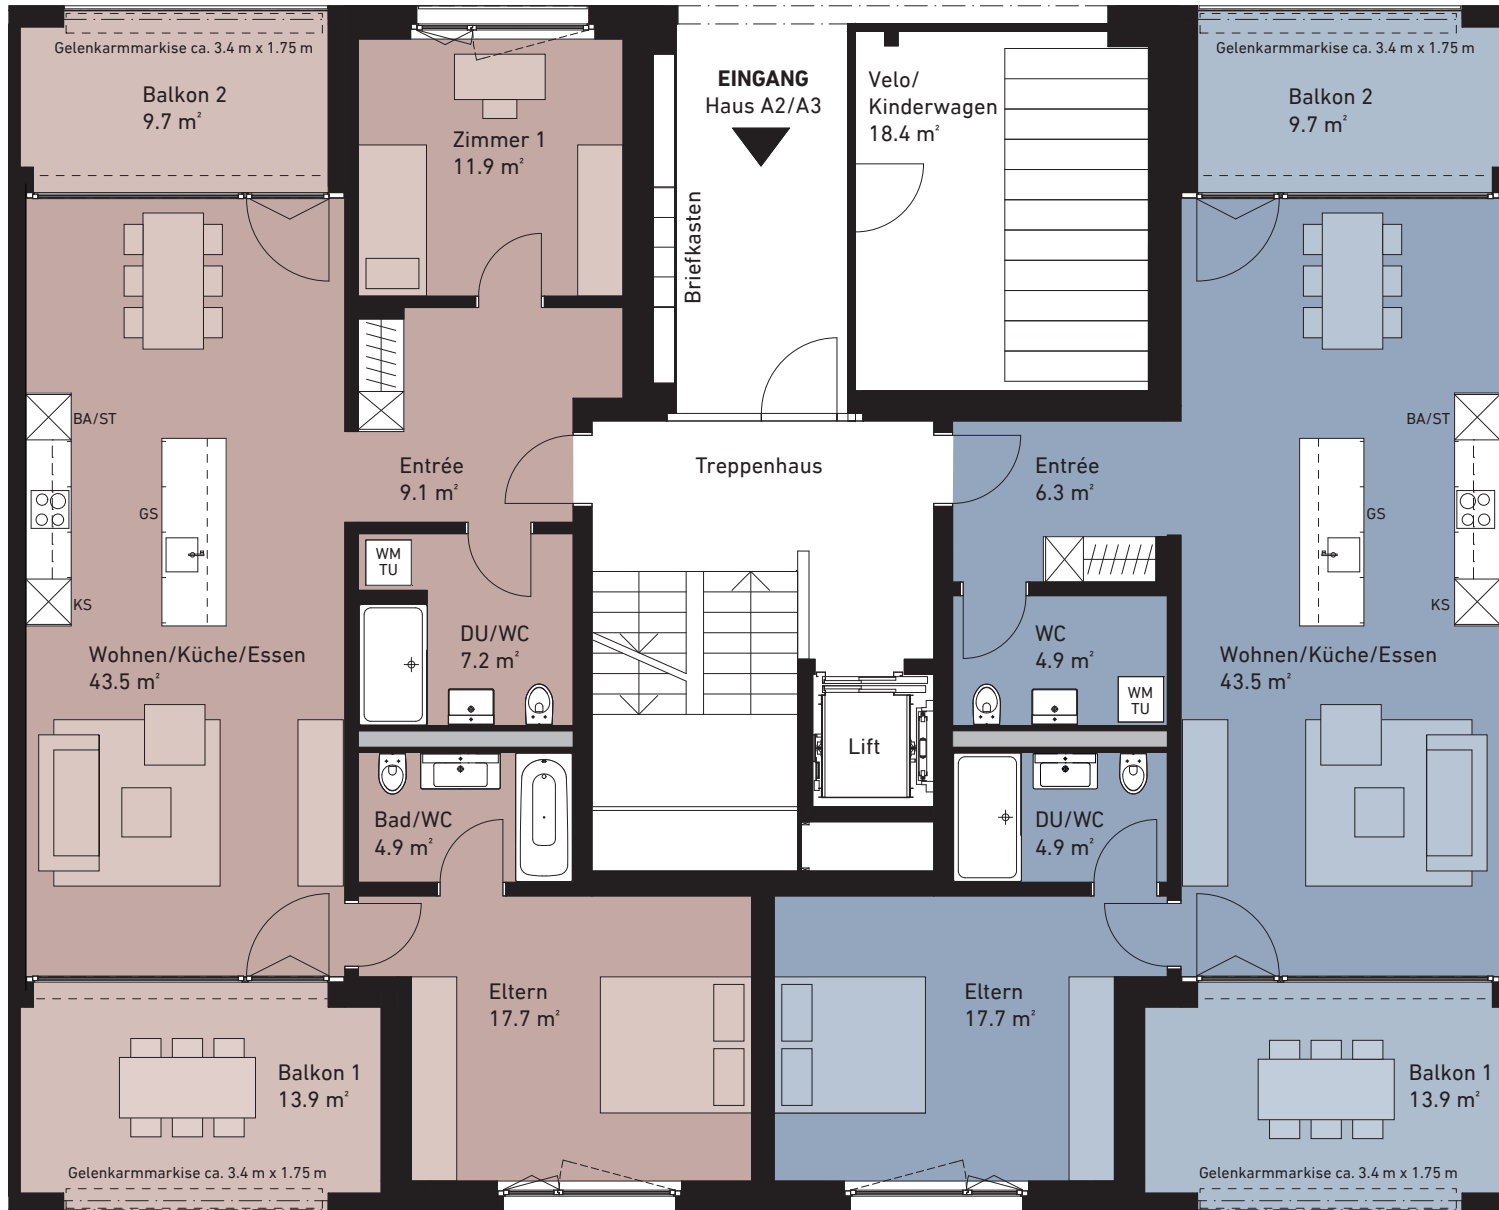 Gelenkarmmarkise ca. 3.4 m x 1.75 m
Balkon 2
9.7 m²
Zimmer 1
11.9 m²
EINGANG
Haus A2/A3
Briefkasten
Velo/
Kinderwagen
18.4 m²
Gelenkarmmarkise ca. 3.4 m x 1.75 m
Balkon 2
9.7 m²
BA/ST
GS
KS
Entrée
9.1 m²
Treppenhaus
Entrée
6.3 m²
BA/ST
GS
KS
WM
TU
DU/WC
7.2 m²
Wohnen/Küche/Essen
43.5 m²
WC
4.9 m²
WM
TU
Wohnen/Küche/Essen
43.5 m²
Lift
Bad/WC
4.9 m²
DU/WC
4.9 m²
Eltern
17.7 m²
Eltern
17.7 m²
Balkon 1
13.9 m²
Balkon 1
13.9 m²
Gelenkarmmarkise ca. 3.4 m x 1.75 m
Gelenkarmmarkise ca. 3.4 m x 1.75 m